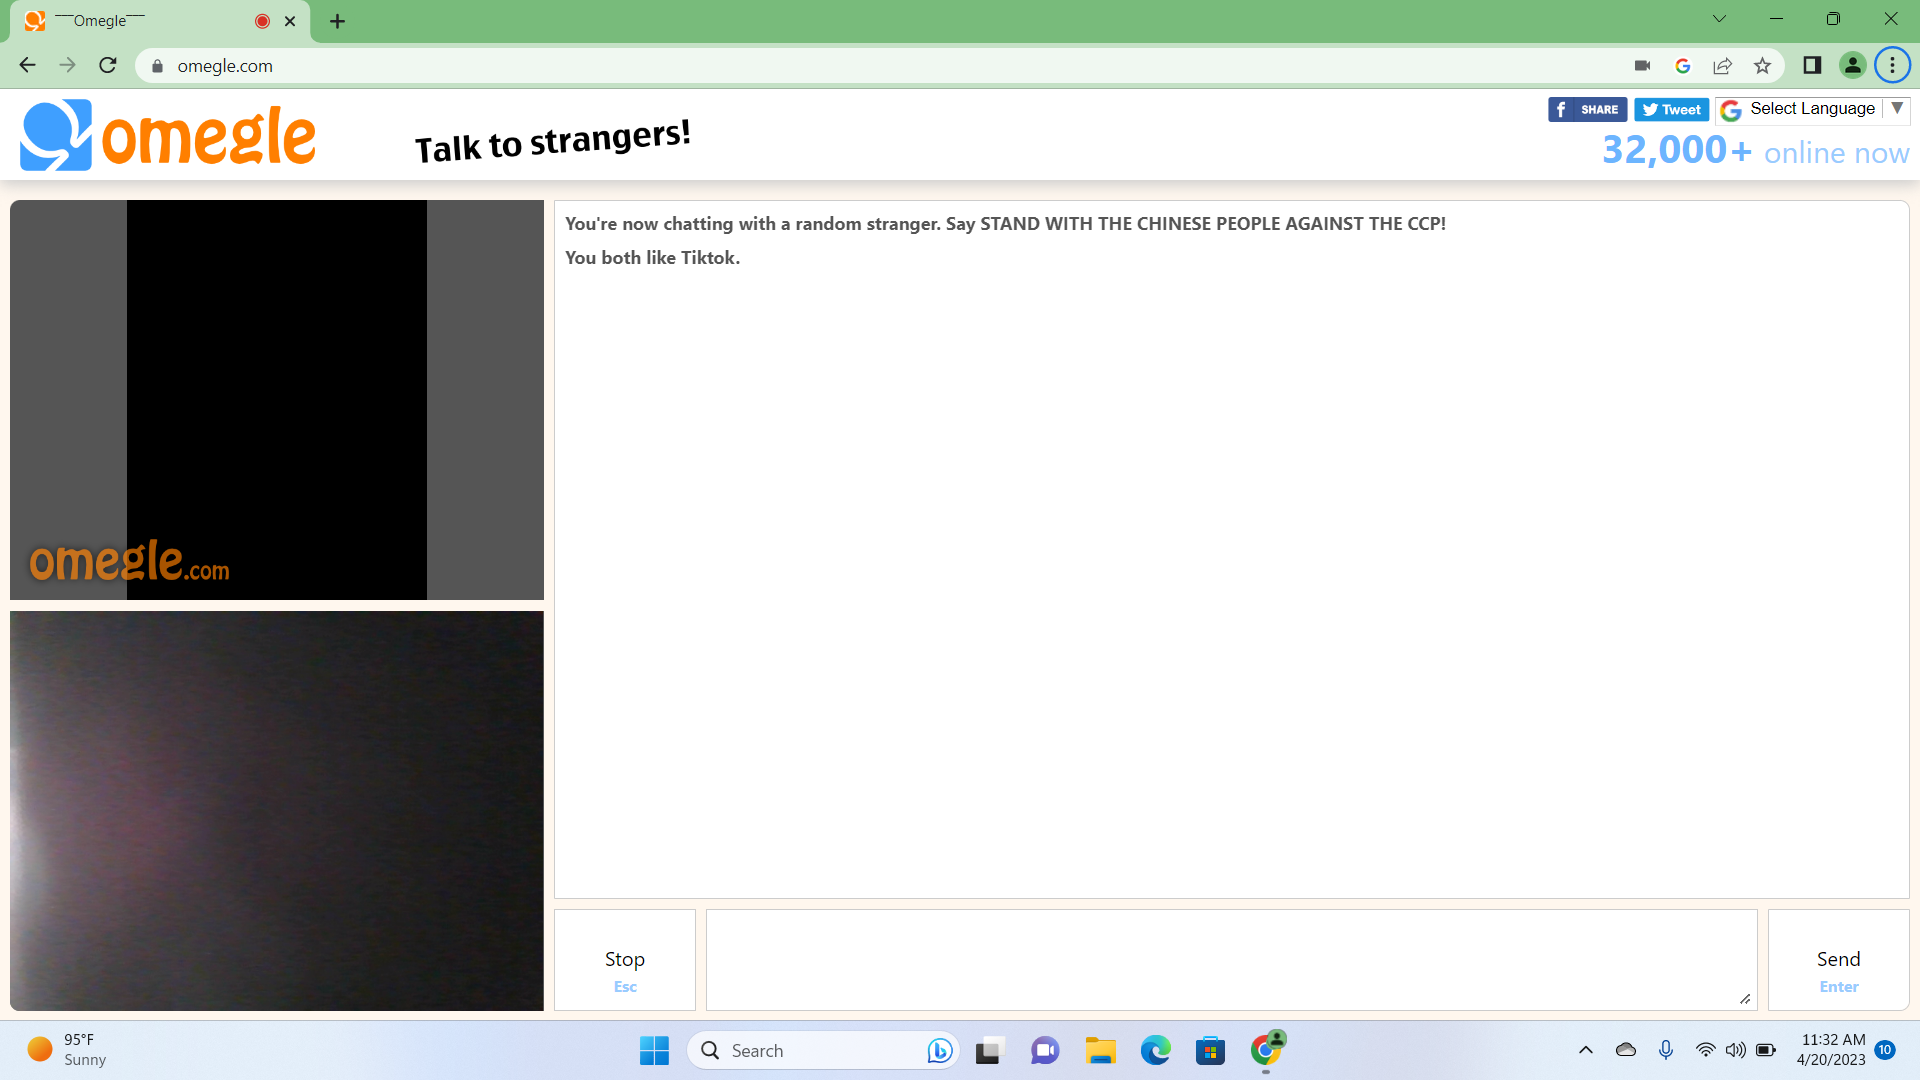 Omegle
omegle.com
omegle
Talk to strangers!
SHARE
Tweet
Select Language
32,000+ online now
omegle.com
You're now chatting with a random stranger. Say STAND WITH THE CHINESE PEOPLE AGAINST THE CCP!
You both like Tiktok.
Stop
Esc
Send
Enter
95°F
Sunny
Search
11:32 AM
4/20/2023
10